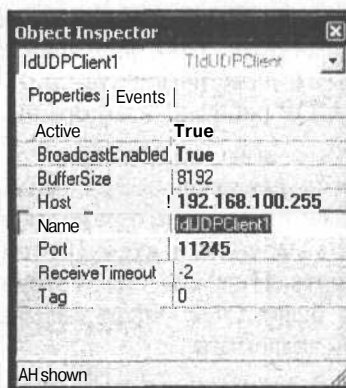 Object Inspector
IdUDPClient1 TIdUDPClient
Properties j Events |
Active True
BroadcastEnabled True
BufferSize 8192
Host ! 192.168.100.255
Name IdUDPClient1
Port 11245
ReceiveTimeout -2
Tag 0
AH shown